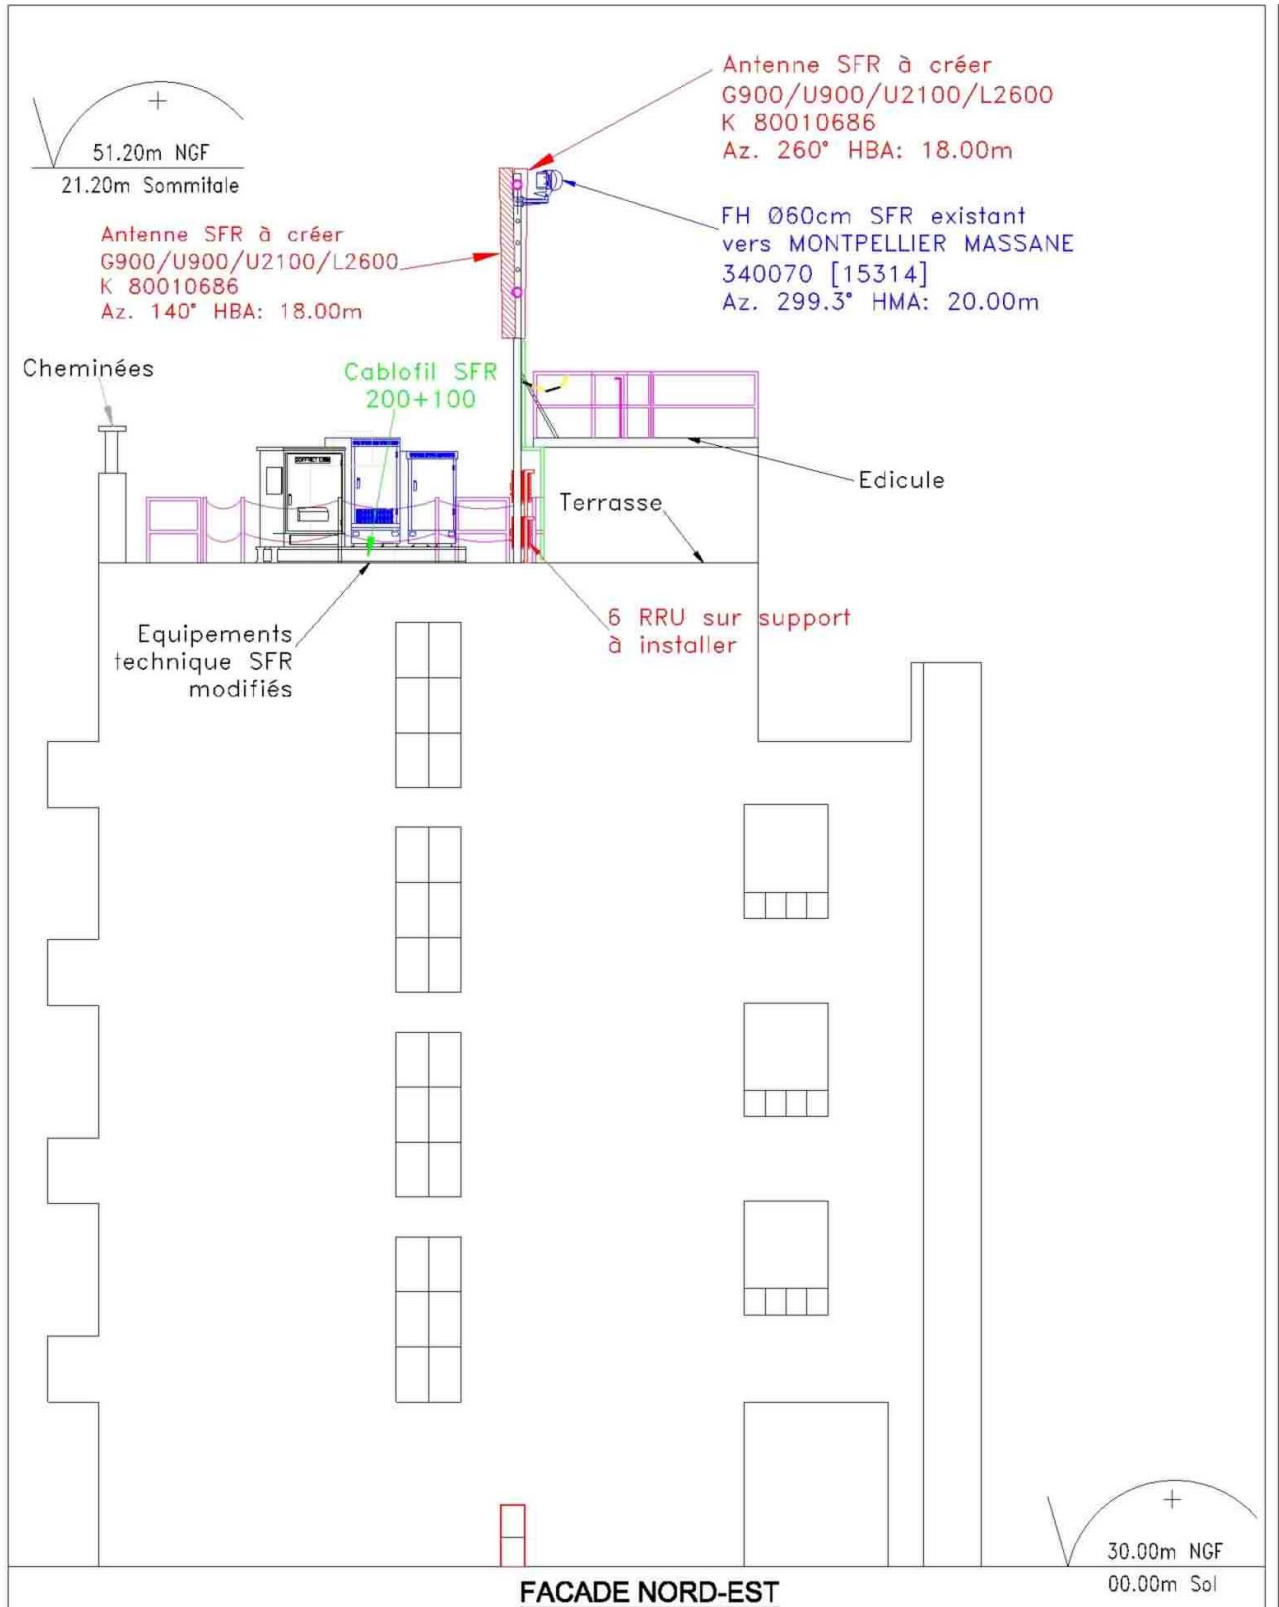 Antenne SFR à créer
G900/U900/U2100/L2600
K 80010686
Az. 260° HBA: 18.00m
51.20m NGF
21.20m Sommitale
FH Ø60cm SFR existant
vers MONTPELLIER MASSANE
340070 [15314]
Az. 299.3° HMA: 20.00m
Antenne SFR à créer
G900/U900/U2100/L2600
K 80010686
Az. 140° HBA: 18.00m
Cheminées
Cablofil SFR
200+100
Edicule
Terrasse
6 RRU sur support
à installer
Equipements
technique SFR
modifiés
30.00m NGF
00.00m Sol
FACADE NORD-EST